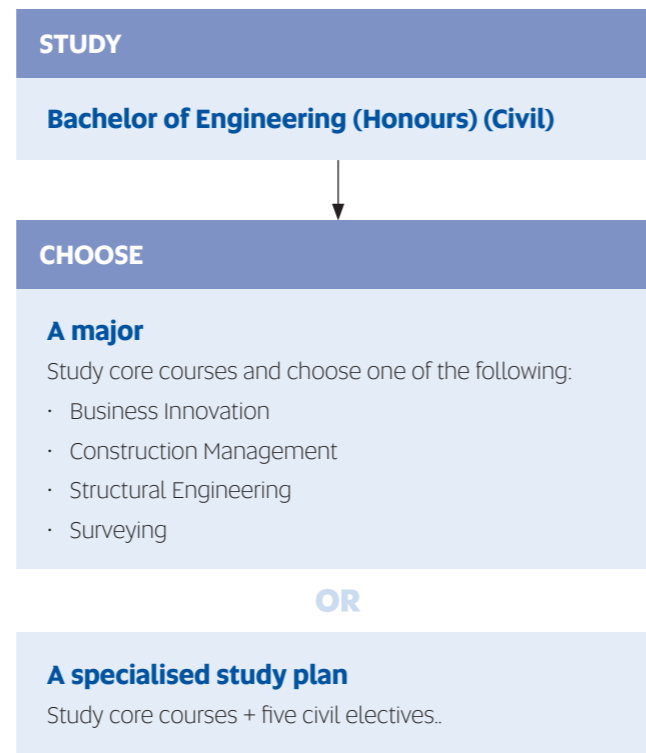 STUDY
Bachelor of Engineering (Honours) (Civil)
CHOOSE
A major
Study core courses and choose one of the following:
· Business Innovation
· Construction Management
· Structural Engineering
· Surveying
OR
A specialised study plan
Study core courses + five civil electives..